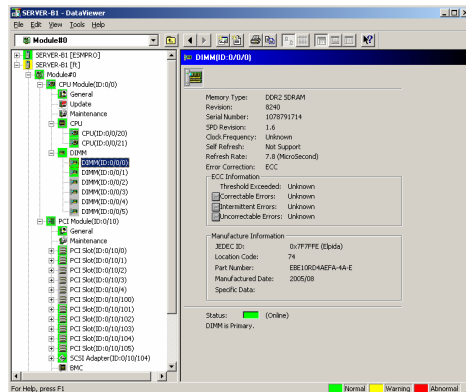 SERVER-B1 - DataViewer
File Edit View Tools Help
Module#0
SERVER-B1 [ESMPRO]
SERVER-B1 [ft]
Module#0
CPU Module(ID:0/0)
General
Update
Maintenance
CPU
CPU(ID:0/0/20)
CPU(ID:0/0/21)
DIMM
DIMM(ID:0/0/0)
DIMM(ID:0/0/1)
DIMM(ID:0/0/2)
DIMM(ID:0/0/3)
DIMM(ID:0/0/4)
DIMM(ID:0/0/5)
PCI Module(ID:0/10)
General
Maintenance
PCI Slot(ID:0/10/0)
PCI Slot(ID:0/10/1)
PCI Slot(ID:0/10/2)
PCI Slot(ID:0/10/3)
PCI Slot(ID:0/10/4)
PCI Slot(ID:0/10/100)
PCI Slot(ID:0/10/101)
PCI Slot(ID:0/10/102)
PCI Slot(ID:0/10/103)
PCI Slot(ID:0/10/104)
PCI Slot(ID:0/10/105)
SCSI Adapter(ID:0/10/104)
BMC
DIMM(ID:0/0/0)
Memory Type: DDR2 SDRAM
Revision: 8240
Serial Number: 1078791714
SPD Revision: 1.6
Clock Frequency: Unknown
Self Refresh: Not Support
Refresh Rate: 7.8 (MicroSecond)
Error Correction: ECC
ECC Information
Threshold Exceeded: Unknown
Correctable Errors: Unknown
Intermittent Errors: Unknown
Uncorrectable Errors: Unknown
Manufacture Information
JEDEC ID: 0x7F7FFE (Elpida)
Location Code: 74
Part Number: EBE10RD4AEFA-4A-E
Manufactured Date: 2005/08
Specific Data:
Status: (Online)
DIMM is Primary.
For Help, press F1
Normal Warning Abnormal